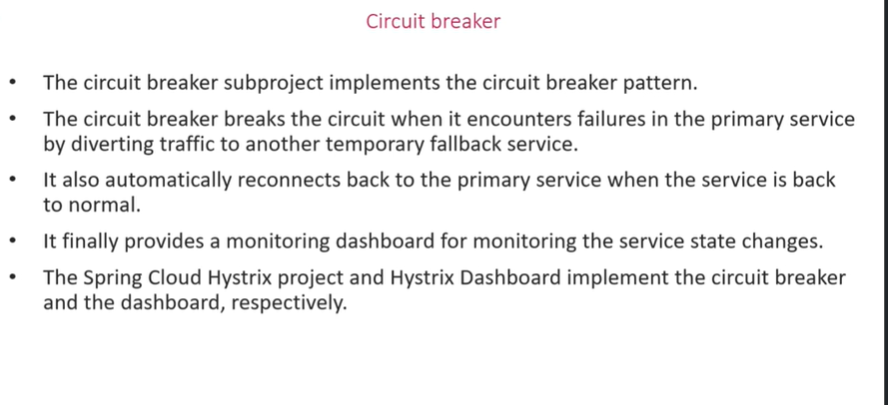 Circuit breaker
• The circuit breaker subproject implements the circuit breaker pattern.
• The circuit breaker breaks the circuit when it encounters failures in the primary service
by diverting traffic to another temporary fallback service.
• It also automatically reconnects back to the primary service when the service is back
to normal.
• It finally provides a monitoring dashboard for monitoring the service state changes.
• The Spring Cloud Hystrix project and Hystrix Dashboard implement the circuit breaker
and the dashboard, respectively.